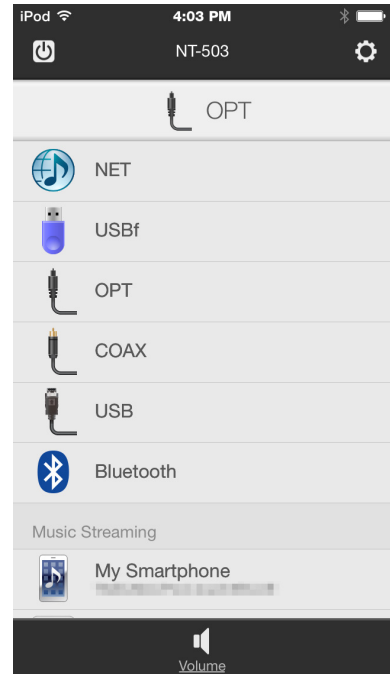 iPod 4:03 PM
NT-503
OPT
NET
USBf
OPT
COAX
USB
Bluetooth
Music Streaming
My Smartphone
Volume